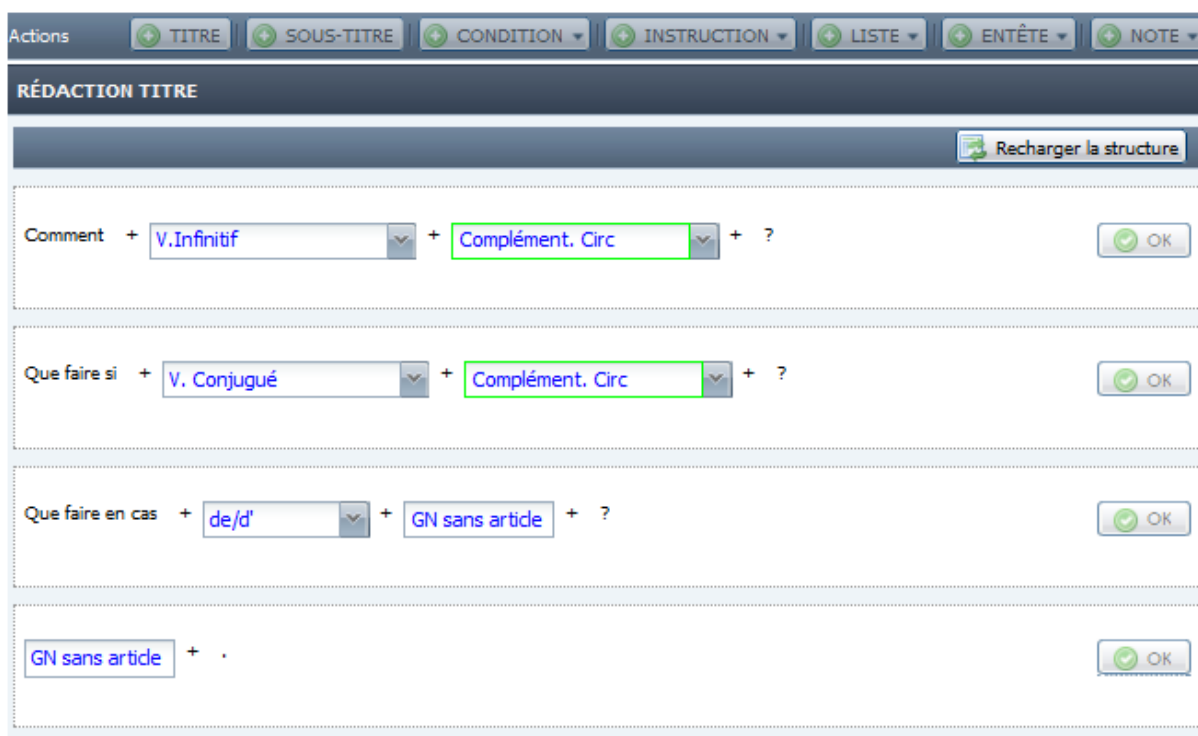 Actions TITRE SOUS-TITRE CONDITION INSTRUCTION LISTE ENTÊTE NOTE
RÉDACTION TITRE
Recharger la structure
Comment + V.Infinitif + Complément. Circ + ? OK
Que faire si + V. Conjugué + Complément. Circ + ? OK
Que faire en cas + de/d' + GN sans article + ? OK
GN sans article + . OK